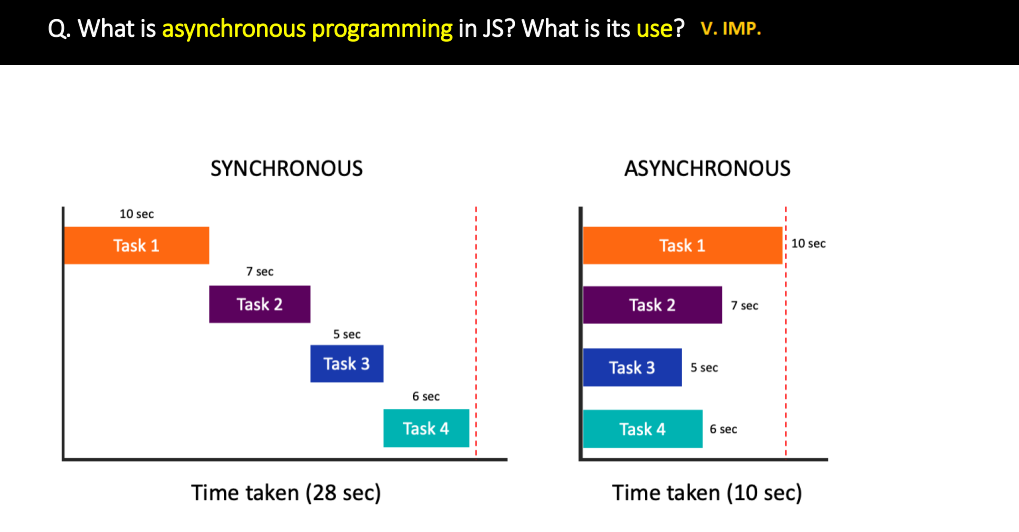 Q. What is asynchronous programming in JS? What is its use? V. IMP.
SYNCHRONOUS
10 sec
Task 1
7 sec
Task 2
5 sec
Task 3
6 sec
Task 4
Time taken (28 sec)
ASYNCHRONOUS
Task 1
10 sec
Task 2
7 sec
Task 3
5 sec
Task 4
6 sec
Time taken (10 sec)